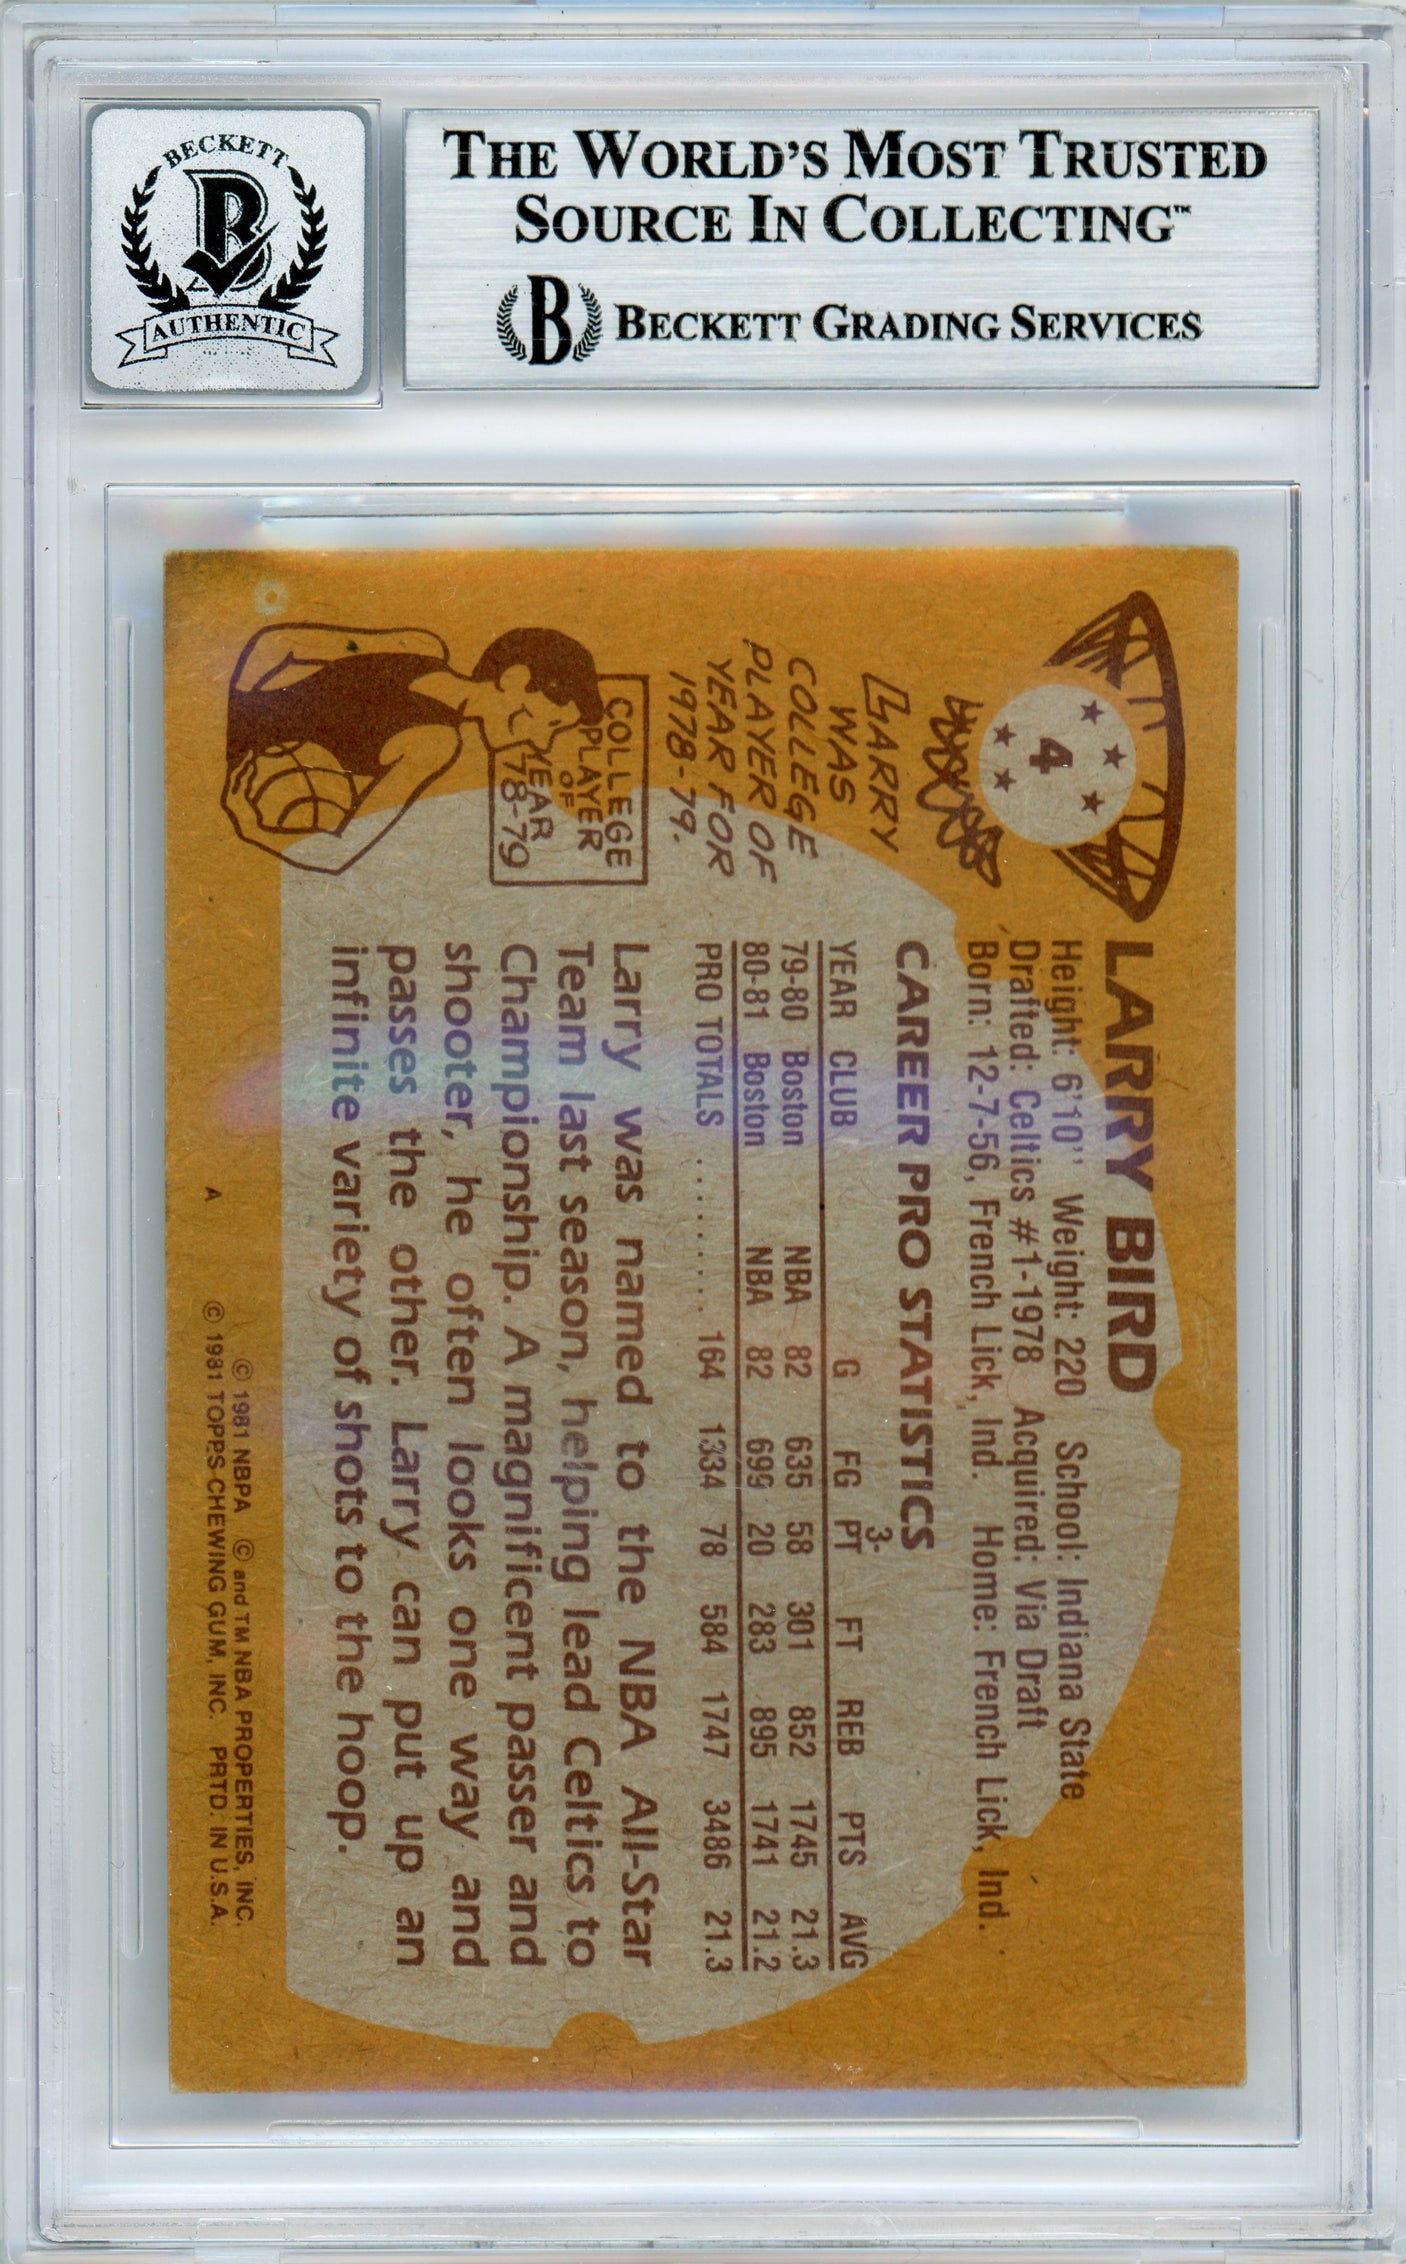 BECKETT
AUTHENTIC
THE WORLD'S MOST TRUSTED
SOURCE IN COLLECTING™
B BECKETT GRADING SERVICES
4
LARRY BIRD
Height: 6'10'' Weight: 220 School: Indiana State
Drafted: Celtics #1-1978 Acquired: Via Draft
Born: 12-7-56, French Lick, Ind. Home: French Lick, Ind.
CAREER PRO STATISTICS
3-
YEAR CLUB G FG PT FT REB PTS AVG
79-80 Boston NBA 82 635 58 301 852 1745 21.3
80-81 Boston NBA 82 699 20 283 895 1741 21.2
PRO TOTALS ........ 164 1334 78 584 1747 3486 21.3
Larry was named to the NBA All-Star
Team last season, helping lead Celtics to
Championship. A magnificent passer and
shooter, he often looks one way and
passes the other. Larry can put up an
infinite variety of shots to the hoop.
LARRY
WAS
COLLEGE
PLAYER OF
YEAR FOR
1978-79.
COLLEGE
PLAYER
OF
YEAR
78-79
© 1981 NBPA © and TM NBA PROPERTIES, INC.
A © 1981 TOPPS CHEWING GUM, INC. PRTD. IN U.S.A.